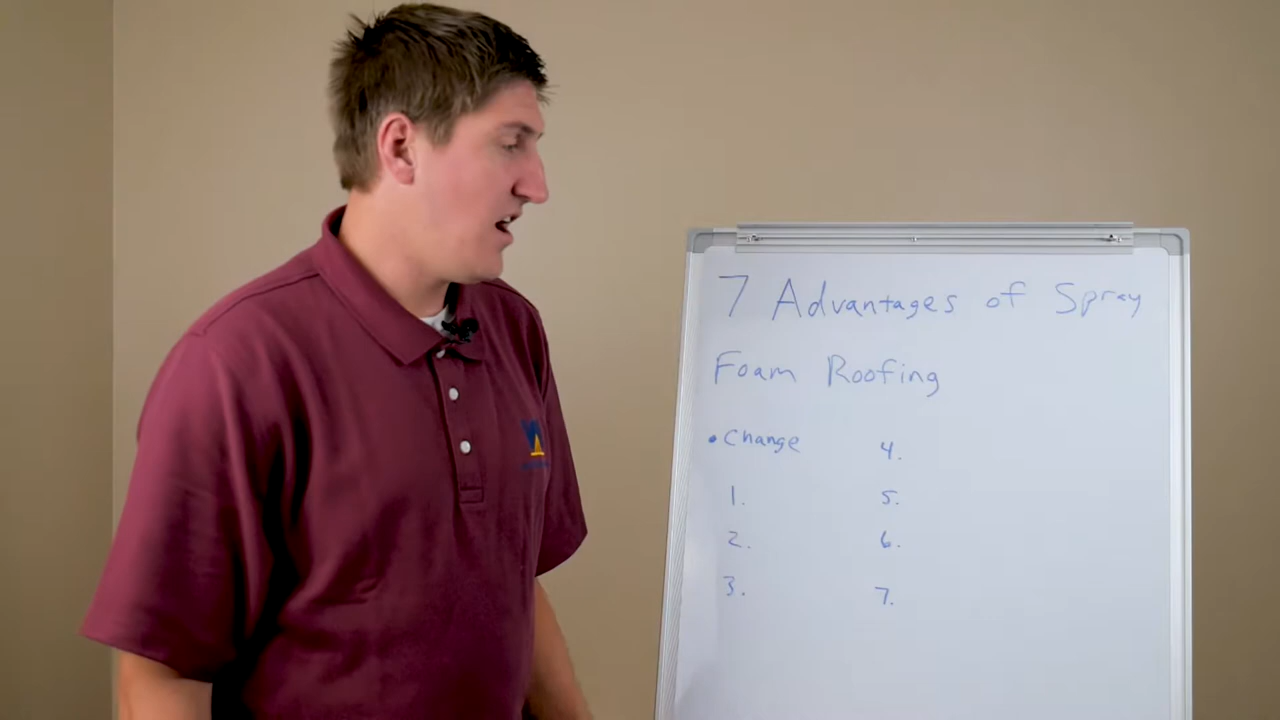 7 Advantages of Spray
Foam Roofing
• Change
1.
2.
3.
4.
5.
6.
7.